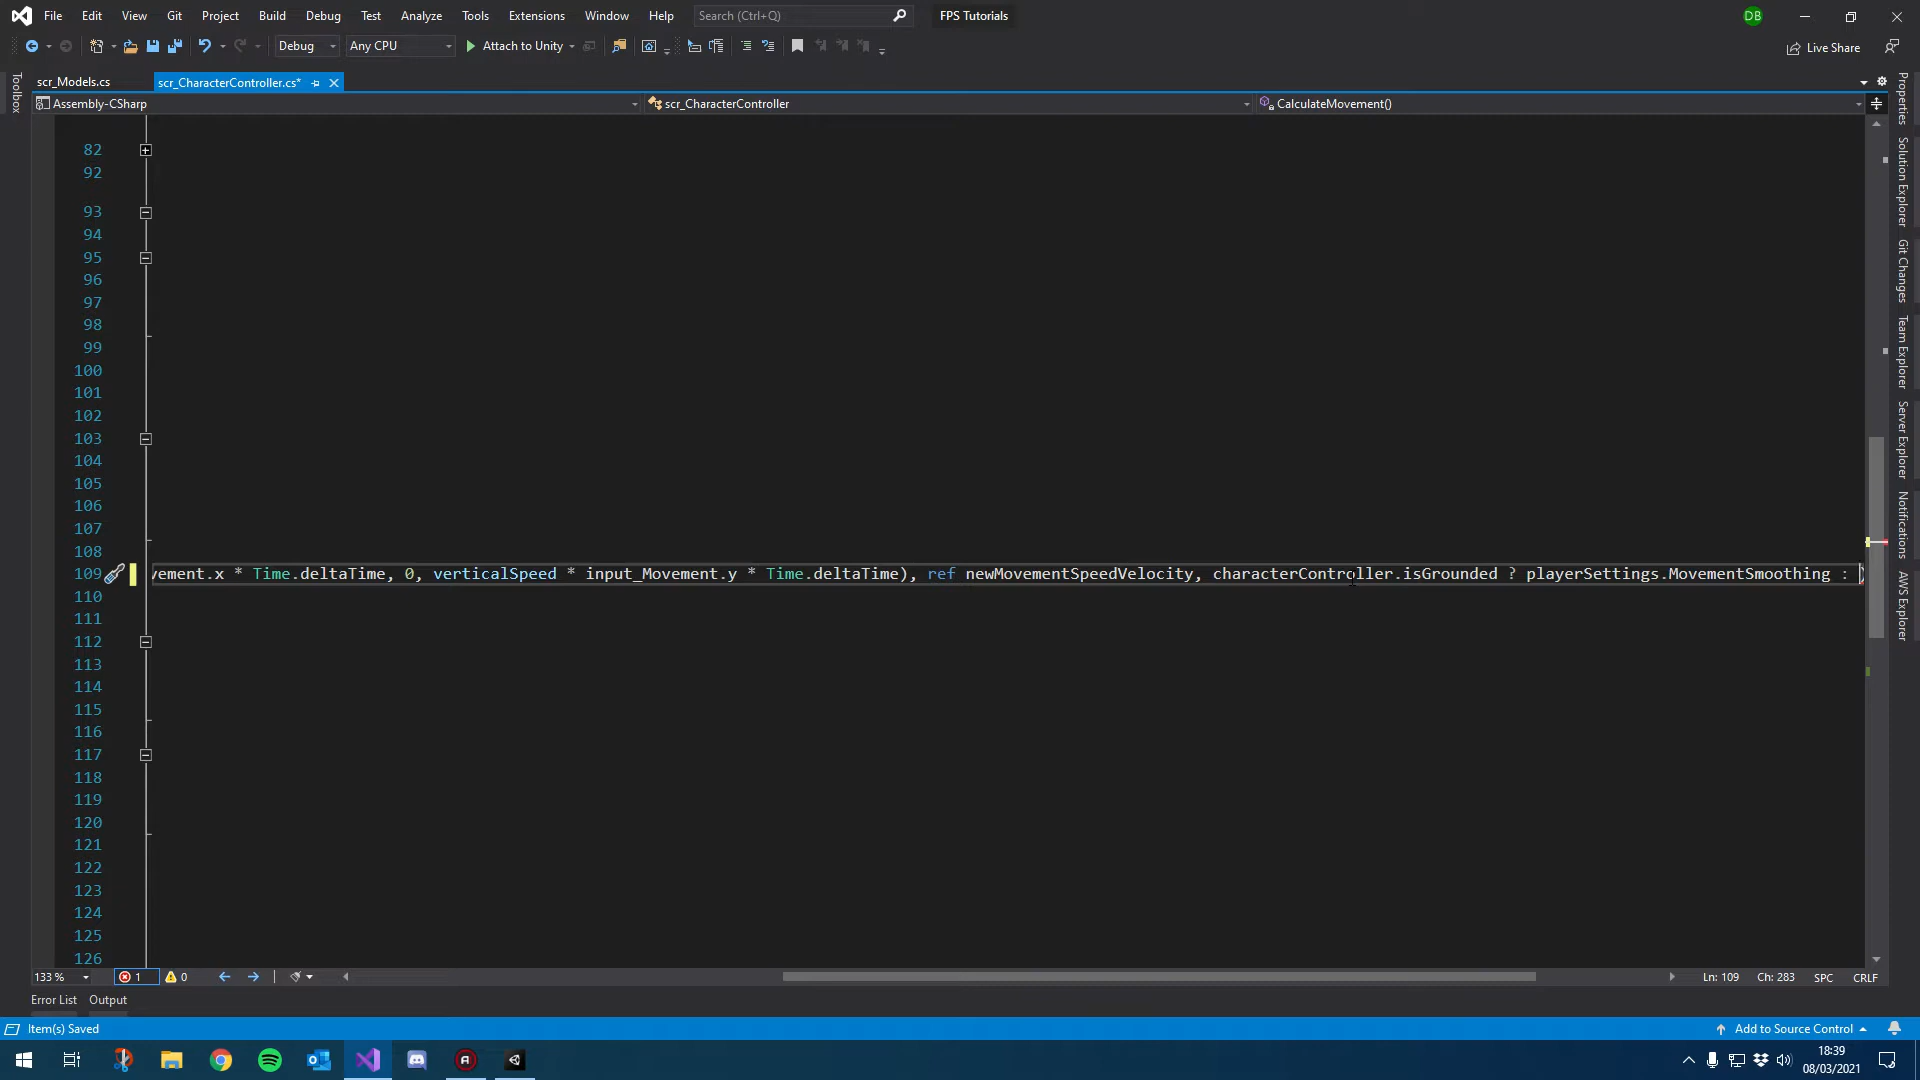 File Edit View Git Project Build Debug Test Analyze Tools Extensions Window Help Search (Ctrl+Q) FPS Tutorials DB
Debug Any CPU Attach to Unity Live Share
scr_Models.cs scr_CharacterController.cs*
Assembly-CSharp scr_CharacterController CalculateMovement()
Toolbox
82
92
93
94
95
96
97
98
99
100
101
102
103
104
105
106
107
108
109 vement.x * Time.deltaTime, 0, verticalSpeed * input_Movement.y * Time.deltaTime), ref newMovementSpeedVelocity, characterController.isGrounded ? playerSettings.MovementSmoothing : )
110
111
112
113
114
115
116
117
118
119
120
121
122
123
124
125
126
Properties
Solution Explorer
Git Changes
Team Explorer
Server Explorer
Notifications
AWS Explorer
133 % 1 0 Ln: 109 Ch: 283 SPC CRLF
Error List Output
Item(s) Saved Add to Source Control
18:39
08/03/2021